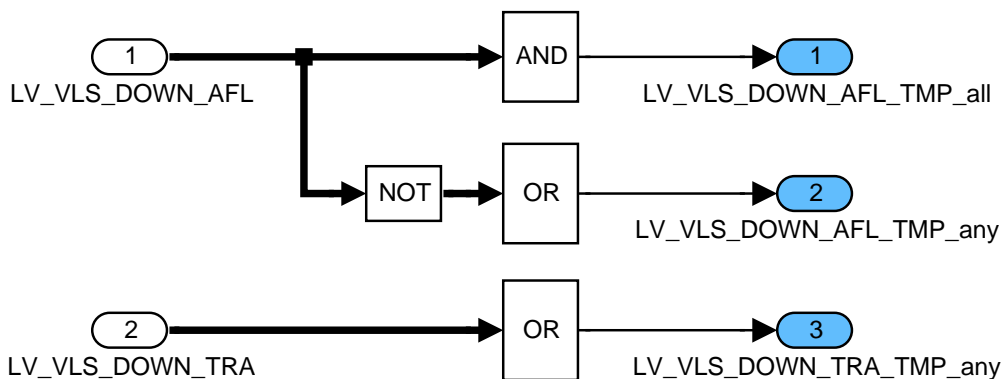 1
AND
1
LV_VLS_DOWN_AFL
LV_VLS_DOWN_AFL_TMP_all
NOT
OR
2
LV_VLS_DOWN_AFL_TMP_any
2
OR
3
LV_VLS_DOWN_TRA
LV_VLS_DOWN_TRA_TMP_any